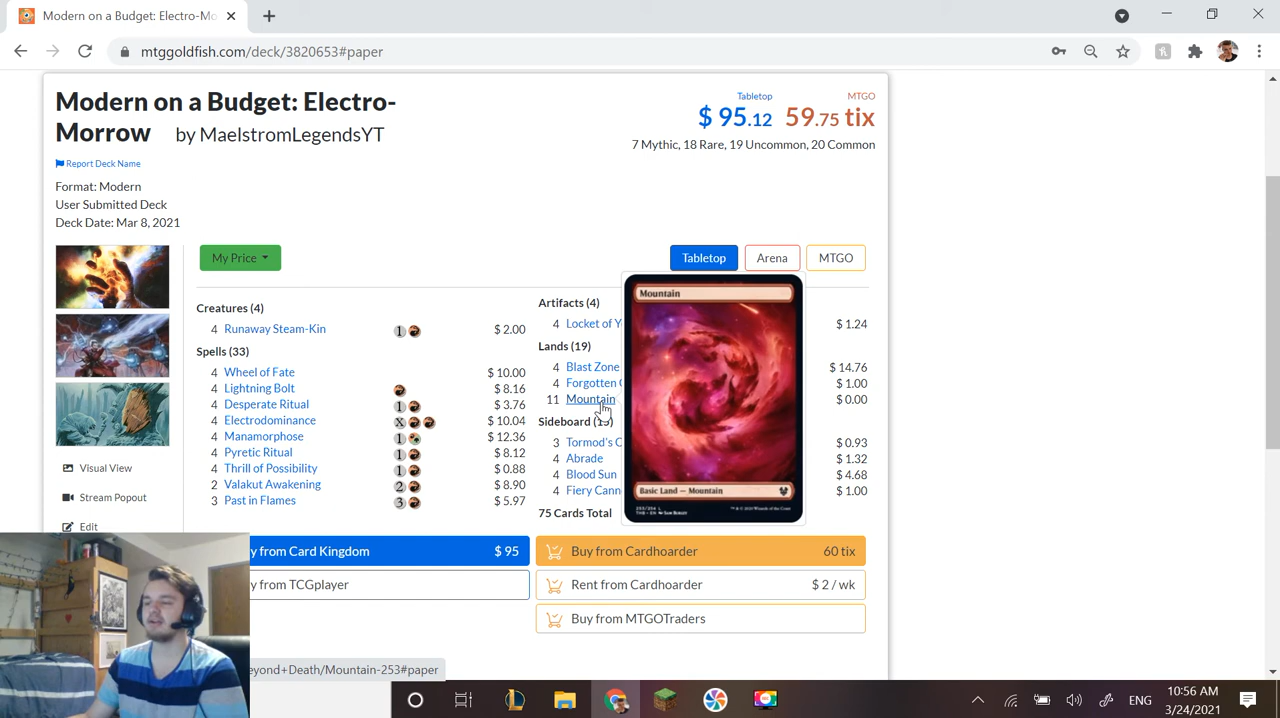 Modern on a Budget: Electro-Mo
mtggoldfish.com/deck/3820653#paper
Modern on a Budget: Electro-
Morrow by MaelstromLegendsYT
Report Deck Name
Format: Modern
User Submitted Deck
Deck Date: Mar 8, 2021
Tabletop
$ 95.12
MTGO
59.75 tix
7 Mythic, 18 Rare, 19 Uncommon, 20 Common
My Price
Tabletop
Arena
MTGO
Creatures (4)
4 Runaway Steam-Kin 1 $ 2.00
Spells (33)
4 Wheel of Fate $ 10.00
4 Lightning Bolt $ 8.16
4 Desperate Ritual 1 $ 3.76
4 Electrodominance X $ 10.04
4 Manamorphose 1 $ 12.36
4 Pyretic Ritual 1 $ 8.12
4 Thrill of Possibility 1 $ 0.88
2 Valakut Awakening 2 $ 8.90
3 Past in Flames 3 $ 5.97
Artifacts (4)
4 Locket of Y $ 1.24
Lands (19)
4 Blast Zone $ 14.76
4 Forgotten $ 1.00
11 Mountain $ 0.00
Sideboard (15)
3 Tormod's C $ 0.93
4 Abrade $ 1.32
4 Blood Sun $ 4.68
4 Fiery Cann $ 1.00
75 Cards Total
Mountain
Basic Land — Mountain
Visual View
Stream Popout
Edit
y from Card Kingdom $ 95
y from TCGplayer
Buy from Cardhoarder 60 tix
Rent from Cardhoarder $ 2 / wk
Buy from MTGOTraders
eyond+Death/Mountain-253#paper
ENG
10:56 AM
3/24/2021